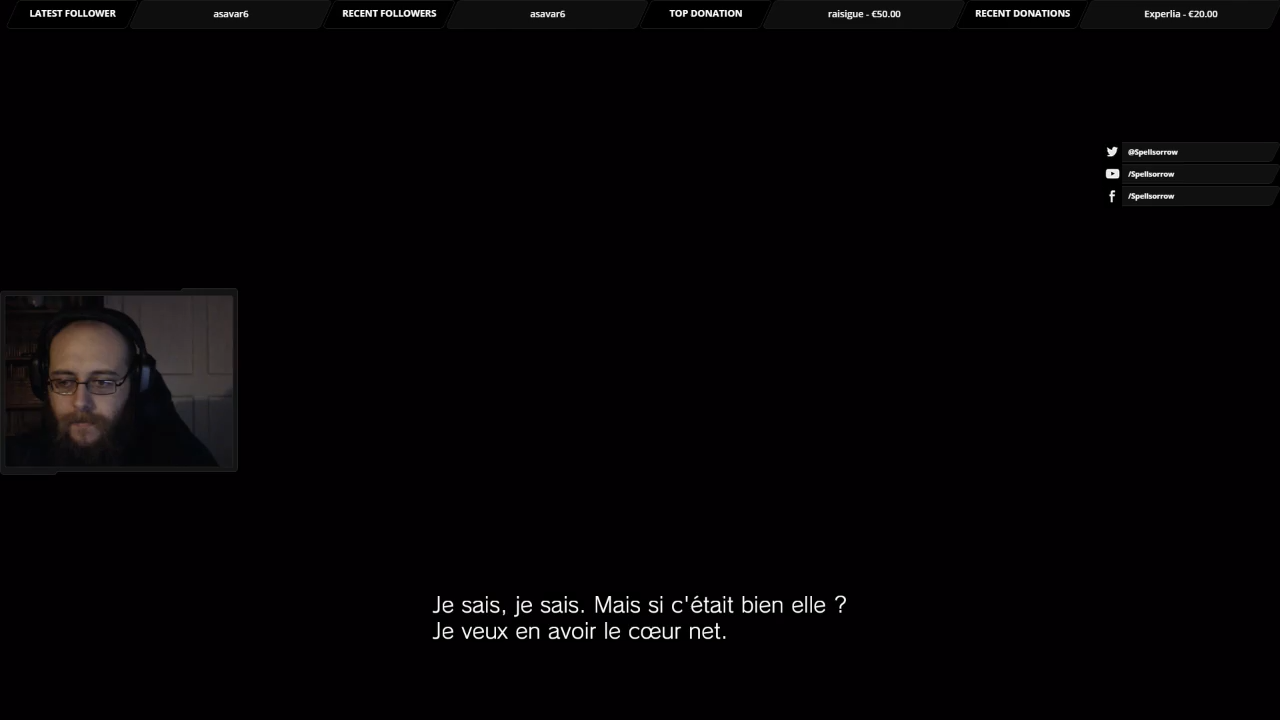 LATEST FOLLOWER asavar6 RECENT FOLLOWERS asavar6 TOP DONATION raisigue - €50.00 RECENT DONATIONS Experlia - €20.00
@Spellsorrow
/Spellsorrow
/Spellsorrow
Je sais, je sais. Mais si c'était bien elle ?
Je veux en avoir le cœur net.